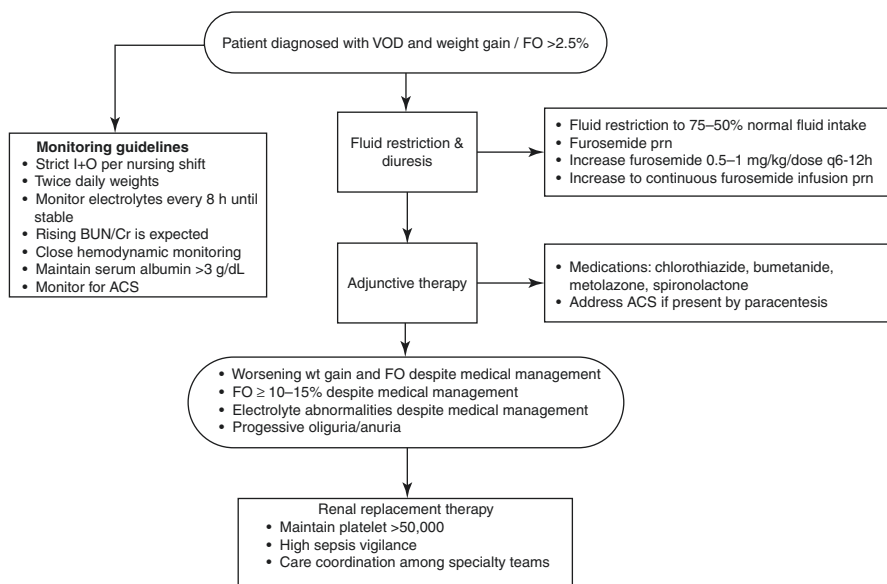 Patient diagnosed with VOD and weight gain / FO >2.5%
Monitoring guidelines
• Strict I+O per nursing shift
• Twice daily weights
• Monitor electrolytes every 8 h until
stable
• Rising BUN/Cr is expected
• Close hemodynamic monitoring
• Maintain serum albumin >3 g/dL
• Monitor for ACS
Fluid restriction &
diuresis
• Fluid restriction to 75–50% normal fluid intake
• Furosemide prn
• Increase furosemide 0.5–1 mg/kg/dose q6-12h
• Increase to continuous furosemide infusion prn
Adjunctive therapy
• Medications: chlorothiazide, bumetanide,
metolazone, spironolactone
• Address ACS if present by paracentesis
• Worsening wt gain and FO despite medical management
• FO ≥ 10–15% despite medical management
• Electrolyte abnormalities despite medical management
• Progessive oliguria/anuria
Renal replacement therapy
• Maintain platelet >50,000
• High sepsis vigilance
• Care coordination among specialty teams